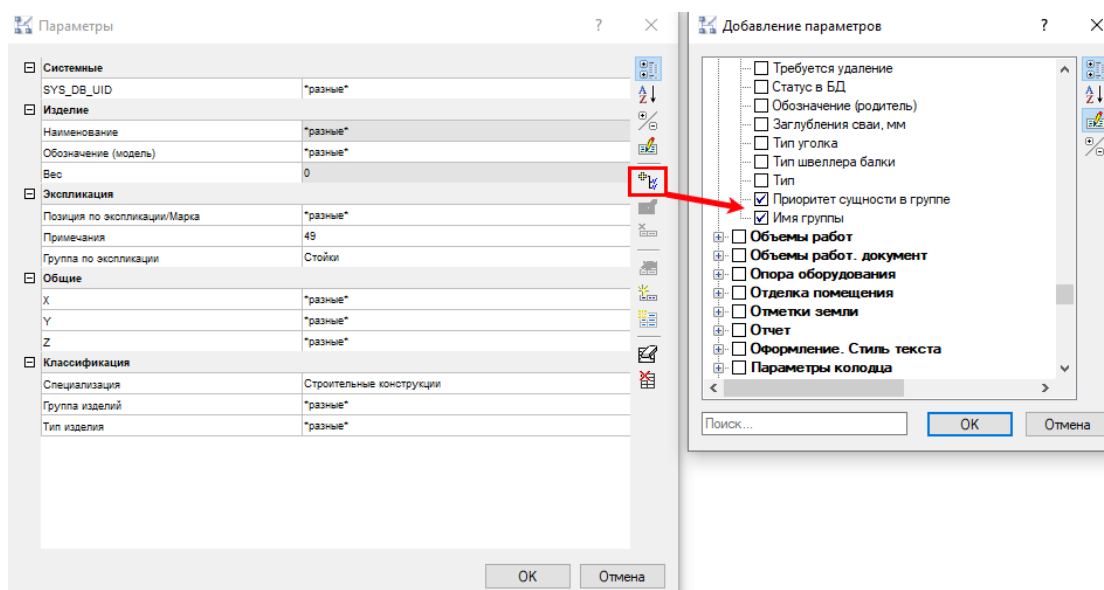 Параметры
?
Системные
SYS_DB_UID *разные*
Изделие
Наименование *разные*
Обозначение (модель) *разные*
Вес 0
Экспликация
Позиция по экспликации/Марка *разные*
Примечания 49
Группа по экспликации Стойки
Общие
X *разные*
Y *разные*
Z *разные*
Классификация
Специализация Строительные конструкции
Группа изделий *разные*
Тип изделия *разные*
OK Отмена
Добавление параметров
?
Требуется удаление
Статус в БД
Обозначение (родитель)
Заглубления сваи, мм
Тип уголка
Тип швеллера балки
Тип
Приоритет сущности в группе
Имя группы
Объемы работ
Объемы работ. документ
Опора оборудования
Отделка помещения
Отметки земли
Отчет
Оформление. Стиль текста
Параметры колодца
Поиск... OK Отмена